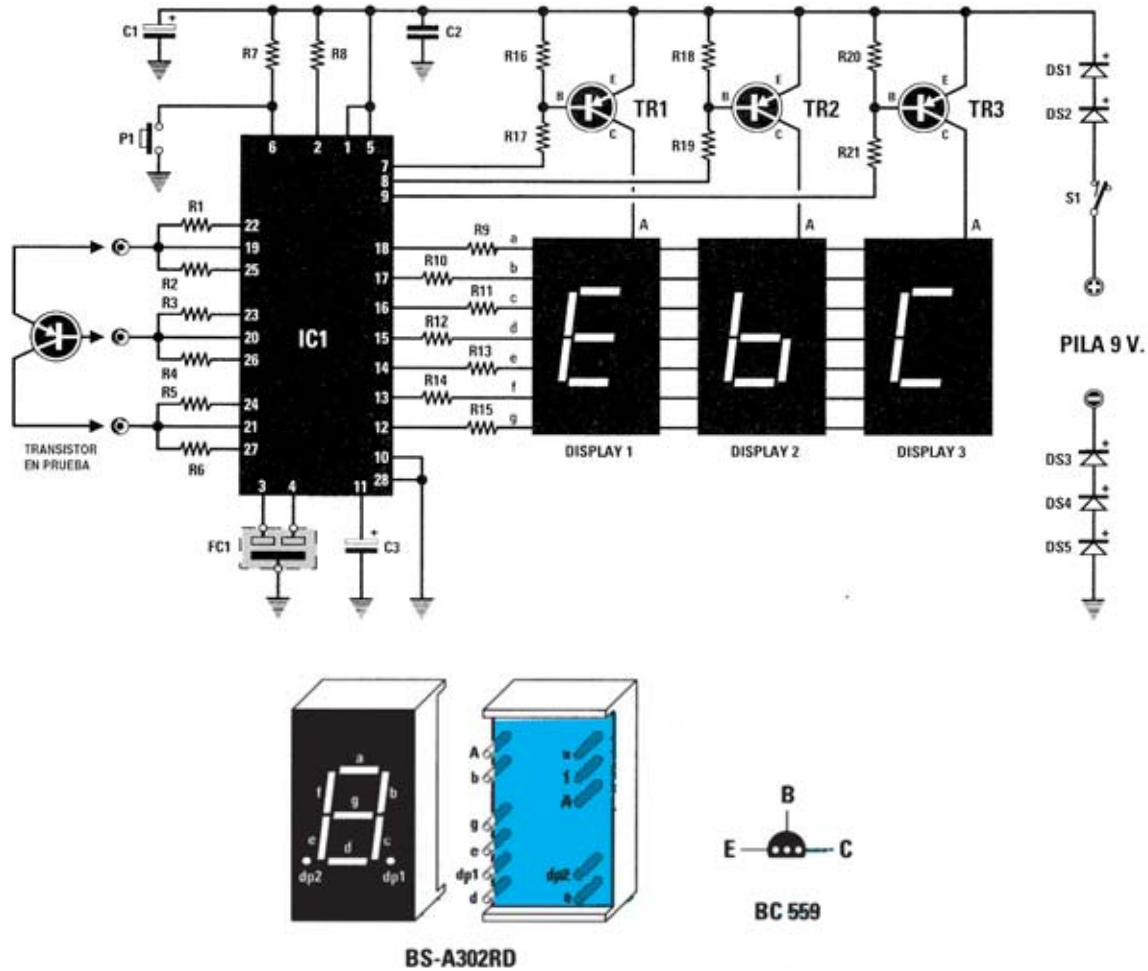 C1
+
R7
R8
C2
R16
E
B
TR1
C
R17
R18
E
B
TR2
C
R19
R20
E
B
TR3
C
R21
DS1
+
DS2
+
S1
+
PILA 9 V.
-
DS3
+
DS4
+
DS5
+
P1
6
2
1
5
7
8
9
R1
22
19
25
R2
R3
23
20
26
R4
R5
24
21
27
R6
TRANSISTOR
EN PRUEBA
IC1
18
R9
a
17
R10
b
16
R11
c
15
R12
d
14
R13
e
13
R14
f
12
R15
g
10
28
3
4
11
FC1
+
C3
A
A
A
E
b
C
DISPLAY 1
DISPLAY 2
DISPLAY 3
a
f
b
g
e
c
d
dp2
dp1
A
b
g
e
dp1
d
f
A
dp2
BS-A302RD
B
E
C
BC 559